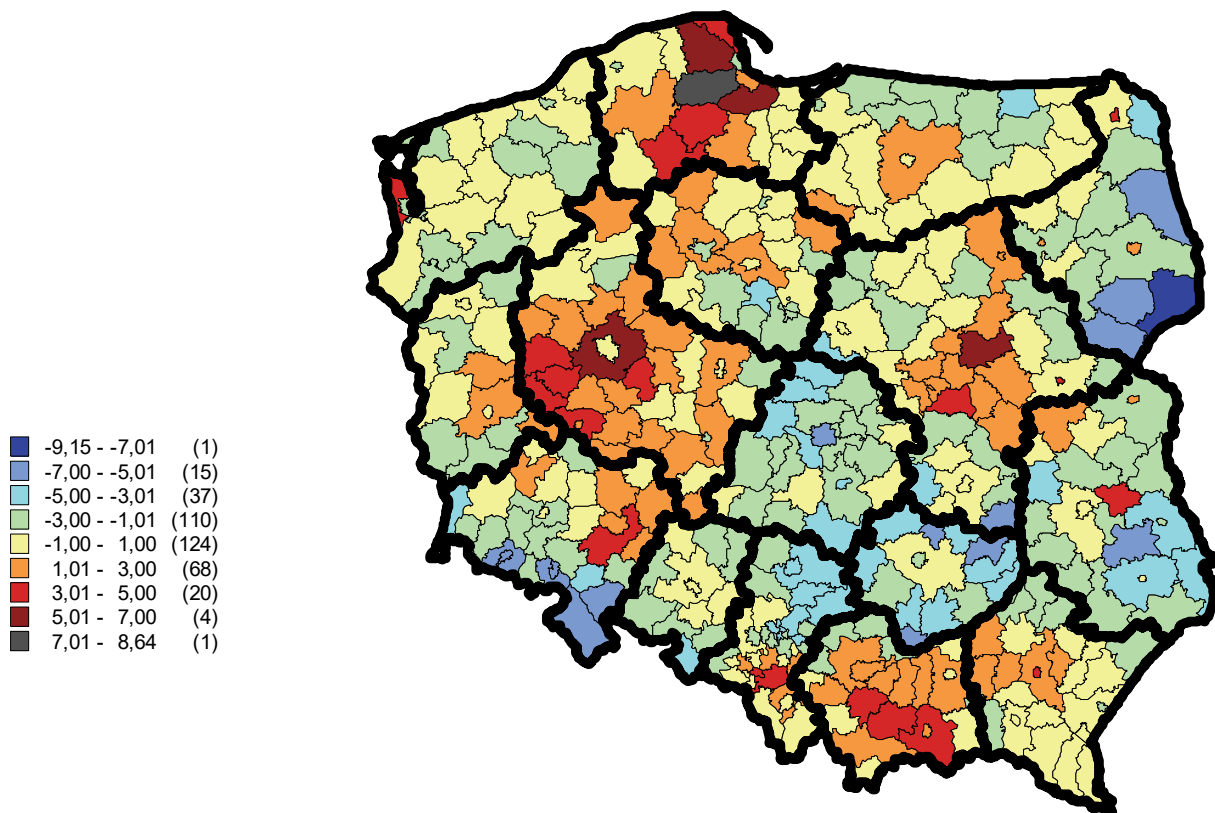 -9,15 - -7,01 (1)
-7,00 - -5,01 (15)
-5,00 - -3,01 (37)
-3,00 - -1,01 (110)
-1,00 - 1,00 (124)
1,01 - 3,00 (68)
3,01 - 5,00 (20)
5,01 - 7,00 (4)
7,01 - 8,64 (1)